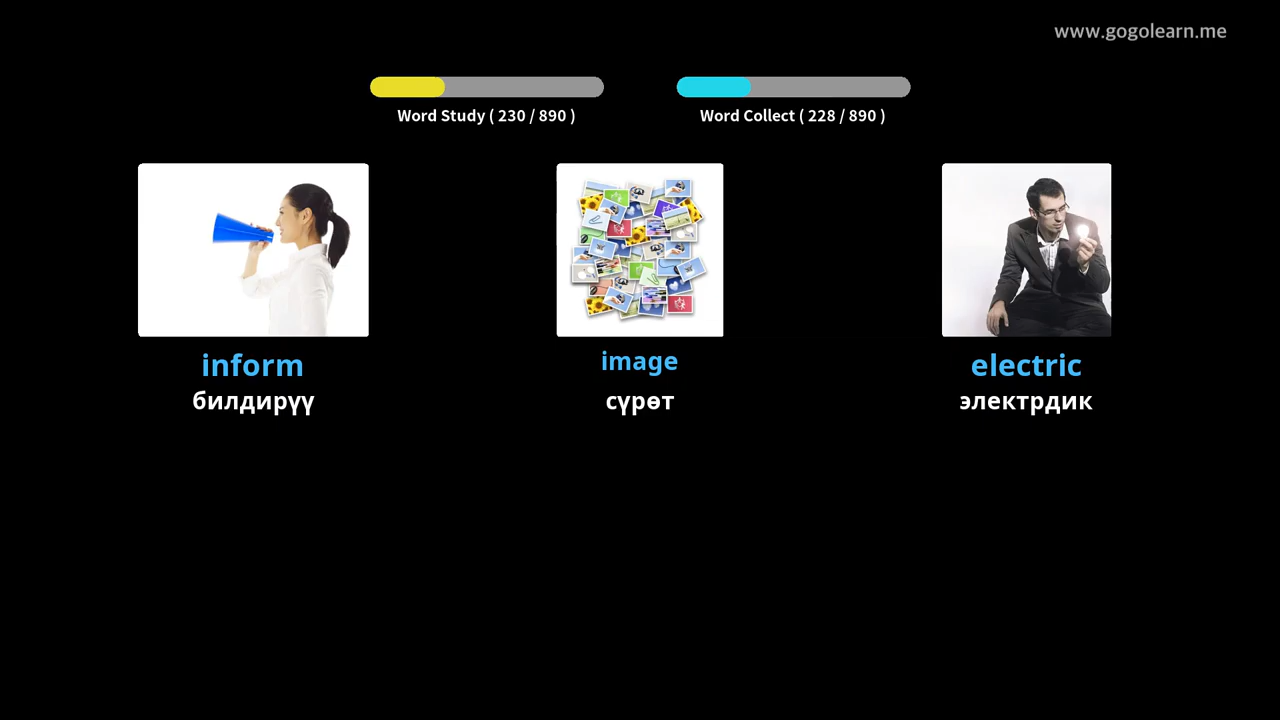 www.gogolearn.me
Word Study ( 230 / 890 )
Word Collect ( 228 / 890 )
inform
билдирүү
image
сүрөт
electric
электрдик